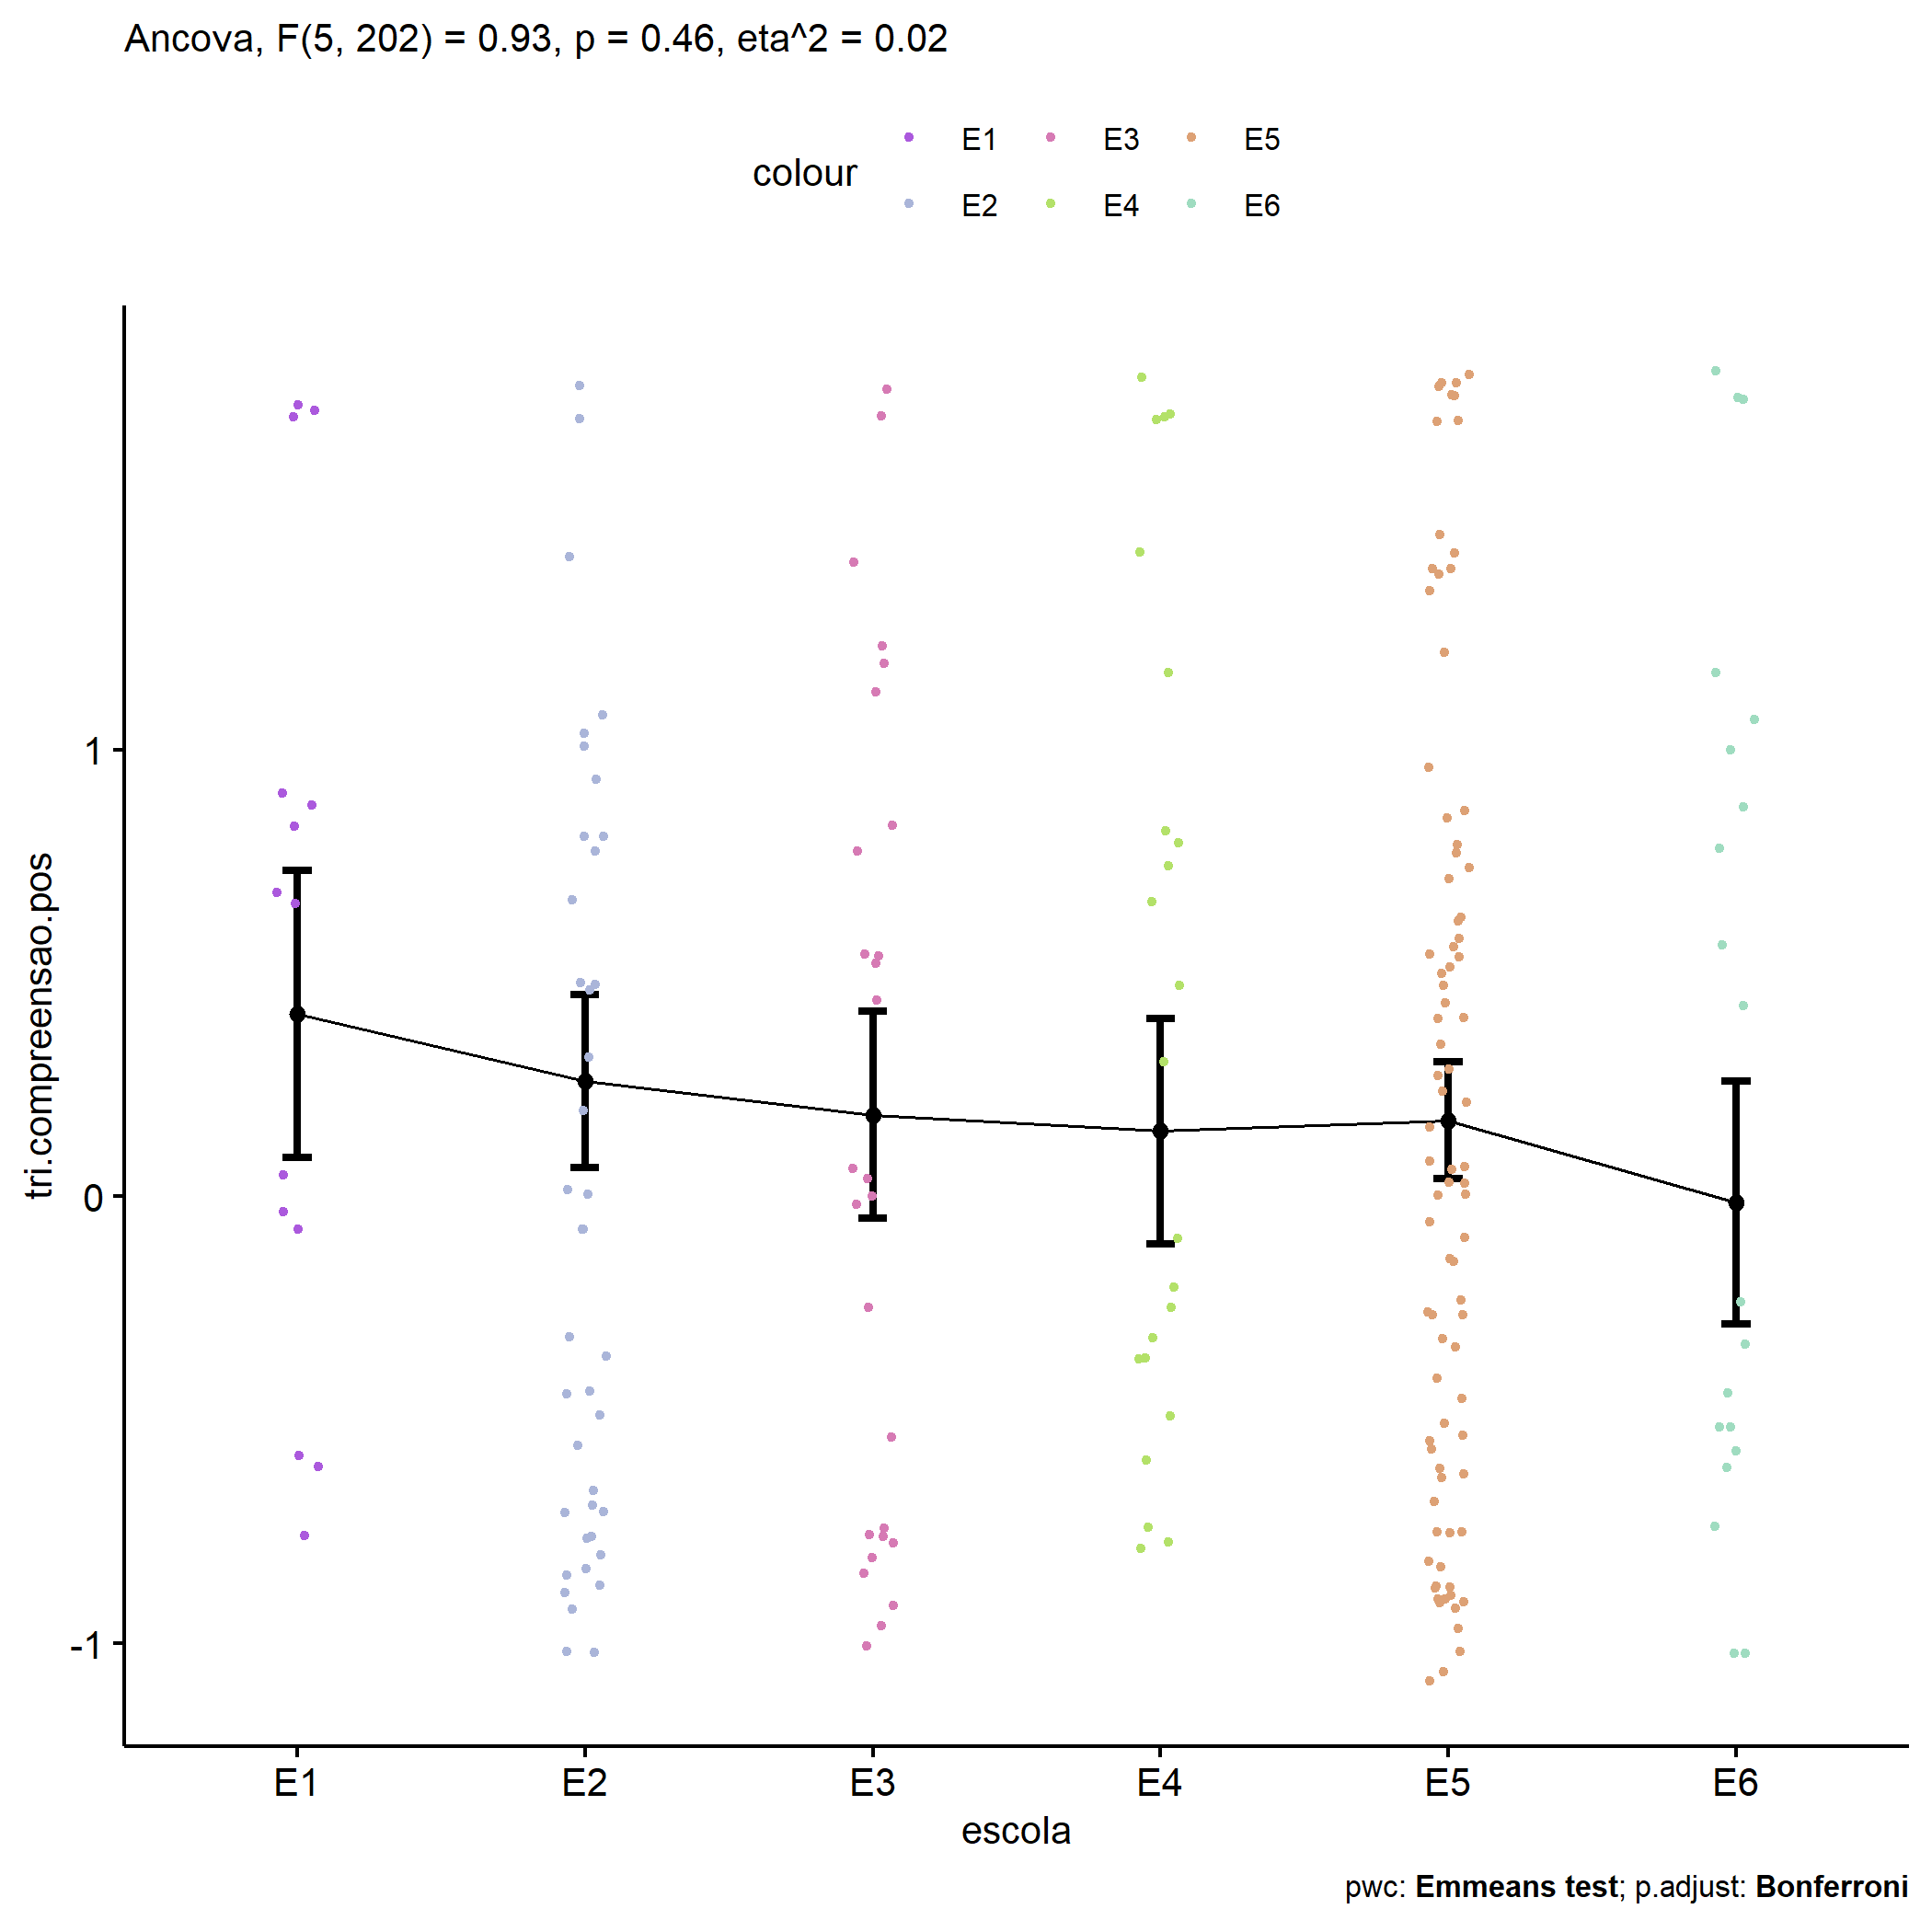 Ancova, F(5, 202) = 0.93, p = 0.46, eta^2 = 0.02
colour
E1 E3 E5
E2 E4 E6
tri.compreensao.pos
1
0
-1
E1 E2 E3 E4 E5 E6
escola
pwc: Emmeans test; p.adjust: Bonferroni